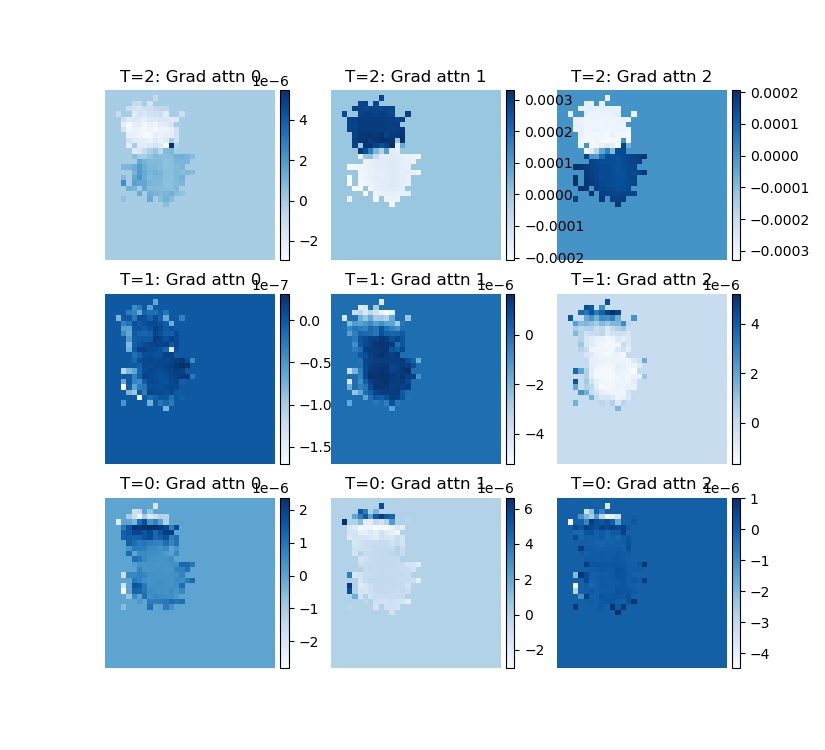 T=2: Grad attn 0
1e−6
4
2
0
−2
T=2: Grad attn 1
0.0003
0.0002
0.0001
0.0000
−0.0001
−0.0002
T=2: Grad attn 2
0.0002
0.0001
0.0000
−0.0001
−0.0002
−0.0003
T=1: Grad attn 0
1e−7
0.0
−0.5
−1.0
−1.5
T=1: Grad attn 1
1e−6
0
−2
−4
T=1: Grad attn 2
1e−6
4
2
0
T=0: Grad attn 0
1e−6
2
1
0
−1
−2
T=0: Grad attn 1
1e−6
6
4
2
0
−2
T=0: Grad attn 2
1e−6
1
0
−1
−2
−3
−4